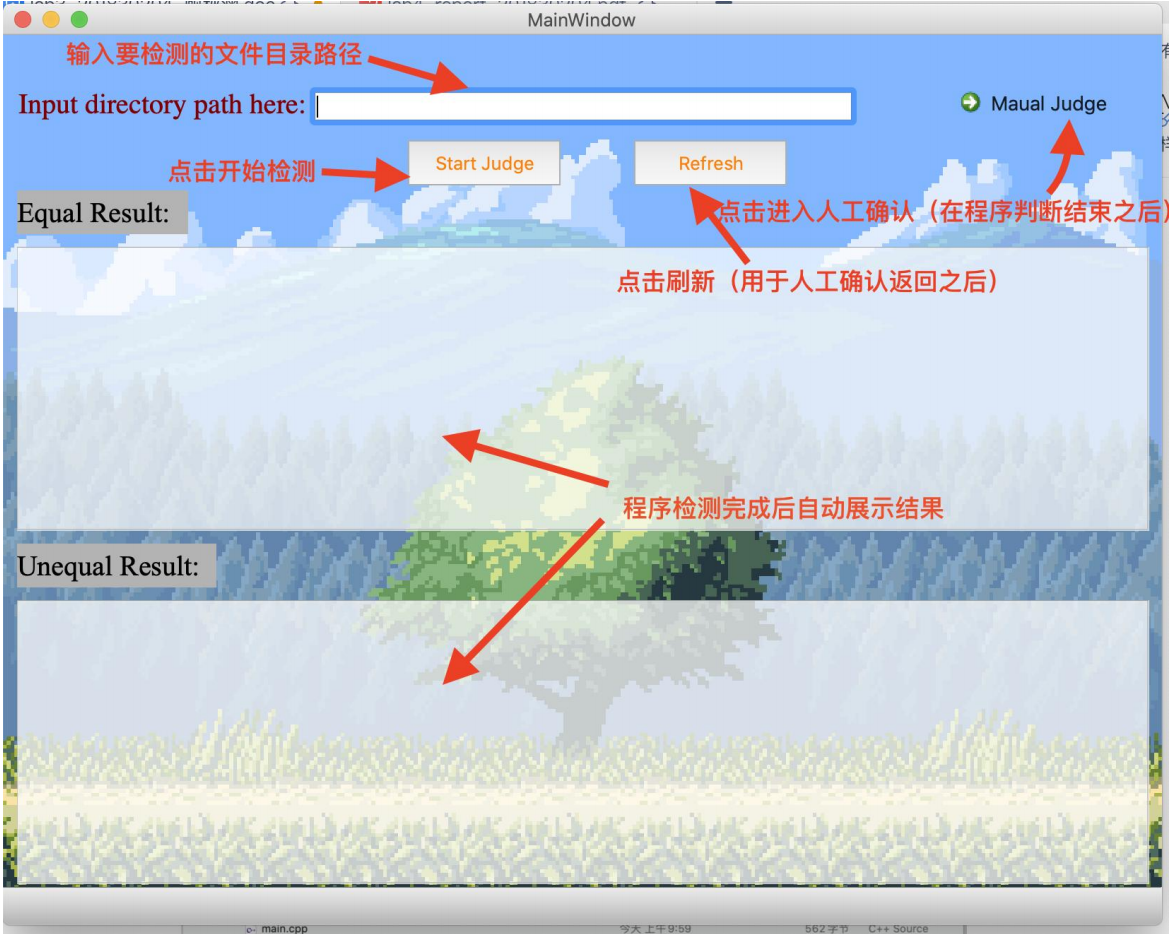 MainWindow
输入要检测的文件目录路径
Input directory path here:
Maual Judge
点击开始检测
Start Judge
Refresh
Equal Result:
点击进入人工确认（在程序判断结束之后）
点击刷新（用于人工确认返回之后）
程序检测完成后自动展示结果
Unequal Result:
main.cpp
今天 上午9:59
562 字节
C++ Source